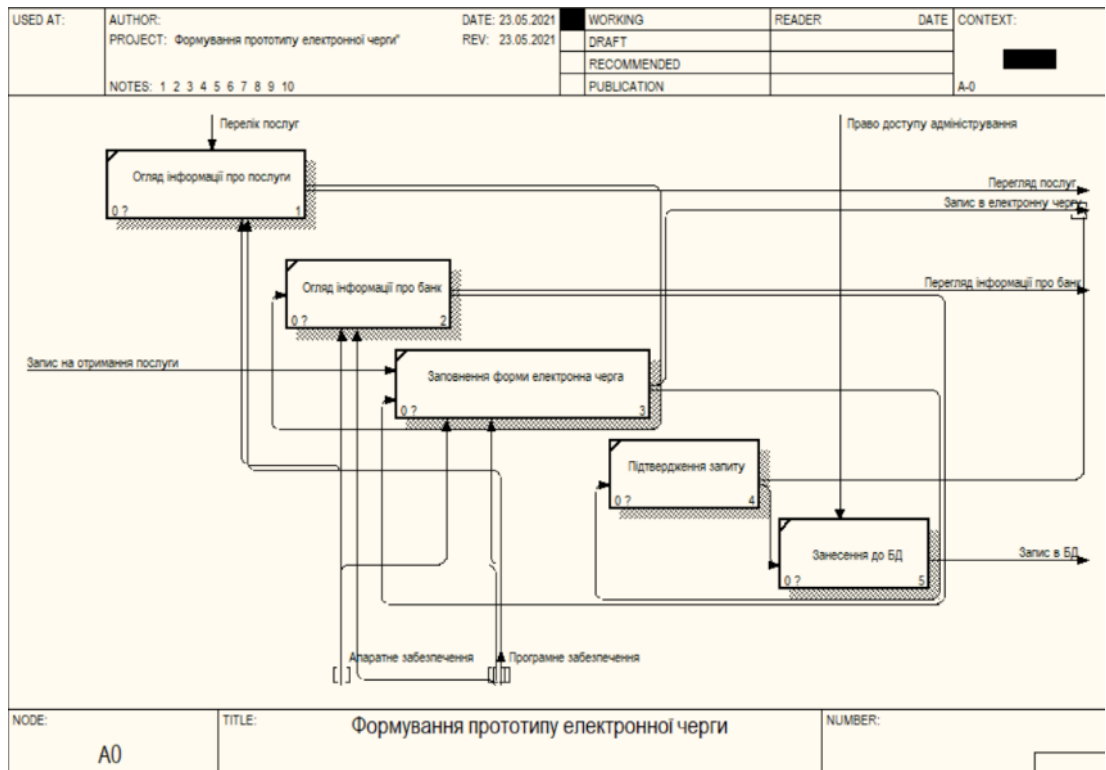 USED AT:
AUTHOR:
DATE: 23.05.2021
WORKING
READER
DATE
CONTEXT:
PROJECT: Формування прототипу електронної черги"
REV: 23.05.2021
DRAFT
RECOMMENDED
NOTES: 1 2 3 4 5 6 7 8 9 10
PUBLICATION
A-0
Перелік послуг
Право доступу адміністрування
Огляд інформації про послуги
0 ?
1
Перегляд послуг
Запис в електронну чергу
Огляд інформації про банк
0 ?
2
Перегляд інформації про банк
Запис на отримання послуги
Заповнення форми електронна черга
0 ?
3
Підтвердження запиту
0 ?
4
Занесення до БД
0 ?
5
Запис в БД
Апаратне забезпечення
Програмне забезпечення
NODE:
A0
TITLE:
Формування прототипу електронної черги
NUMBER: